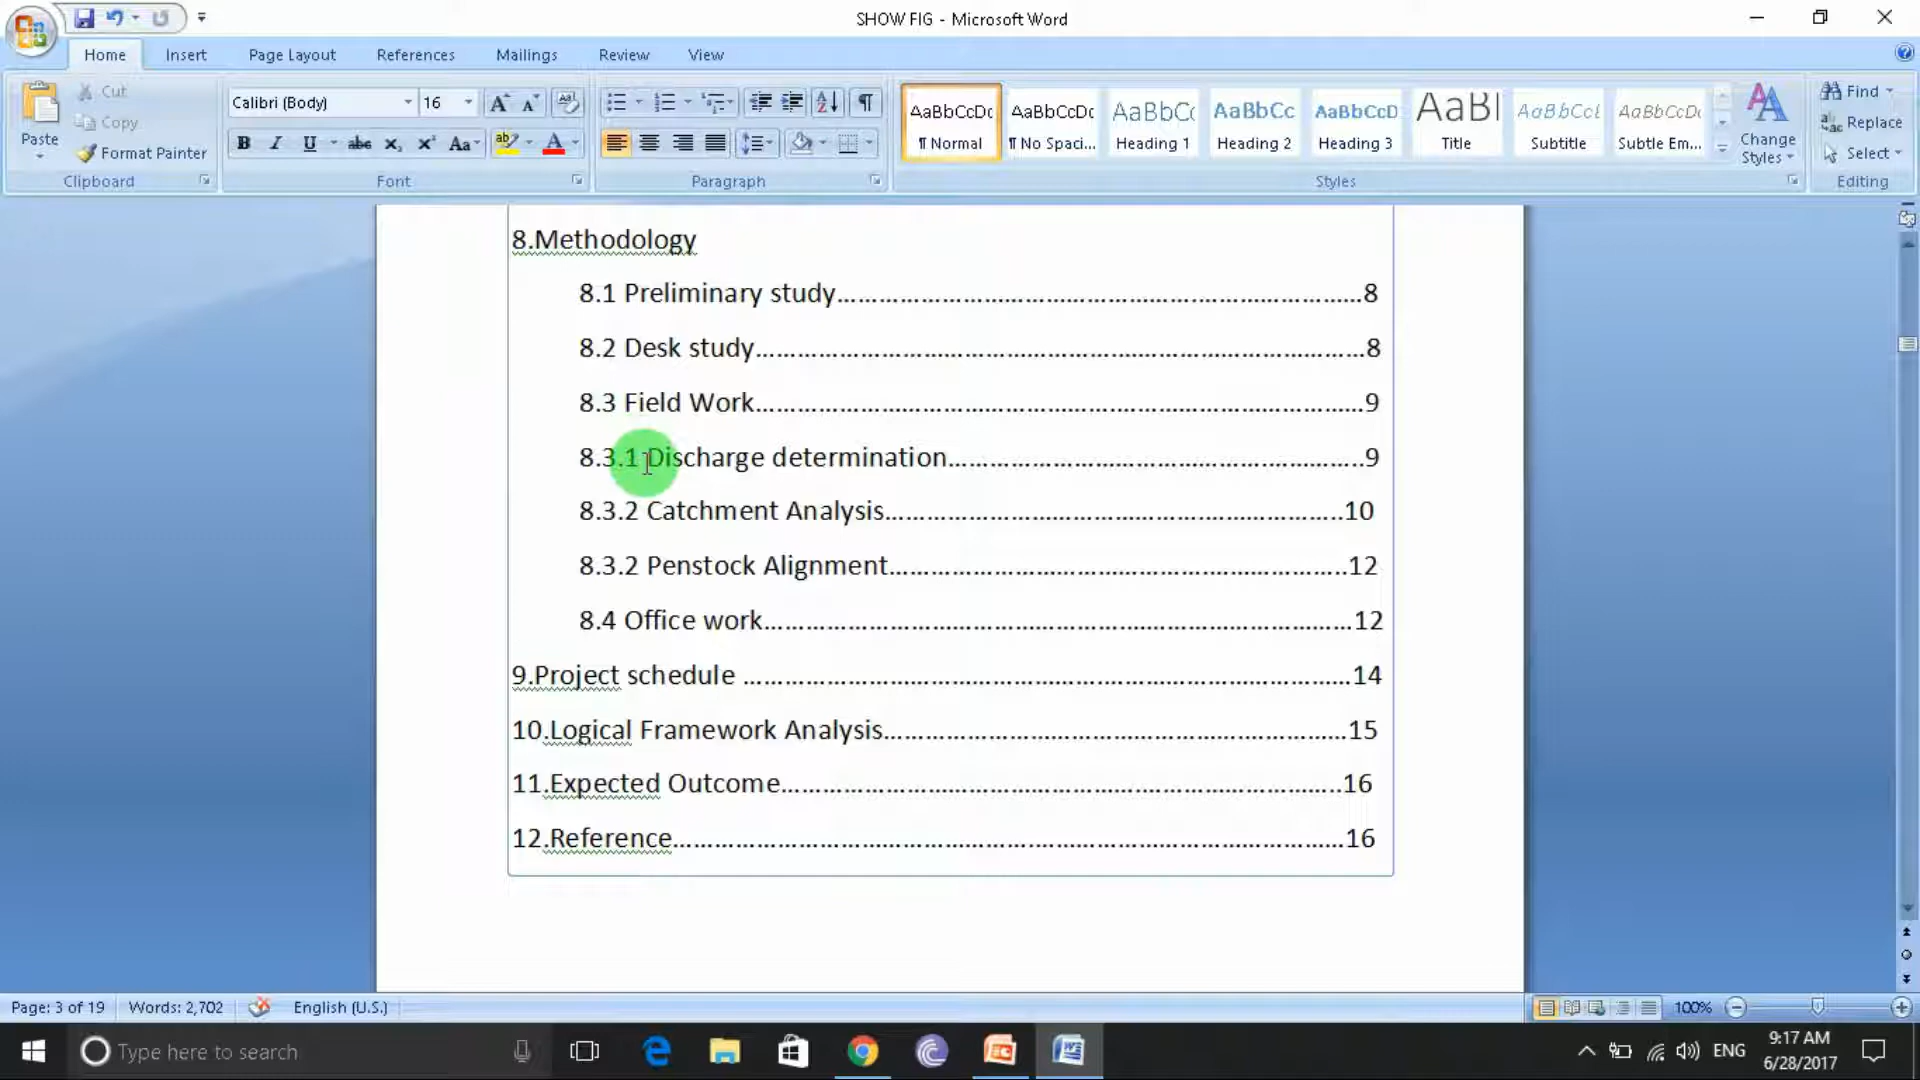 SHOW FIG - Microsoft Word
Home Insert Page Layout References Mailings Review View
Paste
Cut
Copy
Format Painter
Clipboard
Calibri (Body) 16
Font
Paragraph
AaBbCcDc AaBbCcDc AaBbC( AaBbCc AaBbCcD AaBl AaBbCcL AaBbCcDc
¶ Normal ¶ No Spaci... Heading 1 Heading 2 Heading 3 Title Subtitle Subtle Em...
Change Styles
Styles
Find
Replace
Select
Editing
8.Methodology
8.1 Preliminary study……………………………………………………………..8
8.2 Desk study…………………………………………………………………………8
8.3 Field Work…………………………………………………………………………9
8.3.1 Discharge determination…………………………………………………..9
8.3.2 Catchment Analysis………………………………………………………..10
8.3.2 Penstock Alignment………………………………………………………..12
8.4 Office work………………………………………………………………………12
9.Project schedule ………………………………………………………………………14
10.Logical Framework Analysis………………………………………………………15
11.Expected Outcome…………………………………………………………………..16
12.Reference………………………………………………………………………………16
Page: 3 of 19 Words: 2,702 English (U.S.) 100%
Type here to search
ENG
9:17 AM
6/28/2017